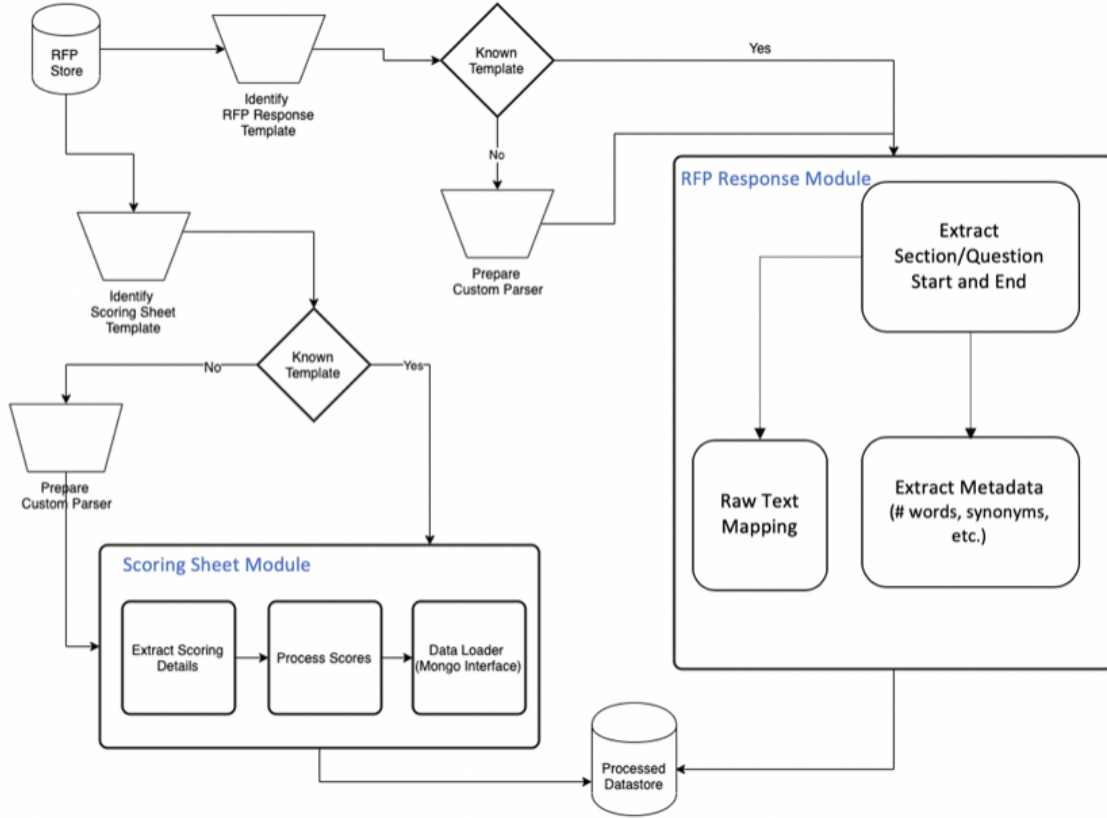 RFP
Store
Identify
RFP Response
Template
Known
Template
Yes
No
Prepare
Custom Parser
RFP Response Module
Extract
Section/Question
Start and End
Raw Text
Mapping
Extract Metadata
(# words, synonyms,
etc.)
Identify
Scoring Sheet
Template
Known
Template
No
Yes
Prepare
Custom Parser
Scoring Sheet Module
Extract Scoring
Details
Process Scores
Data Loader
(Mongo Interface)
Processed
Datastore